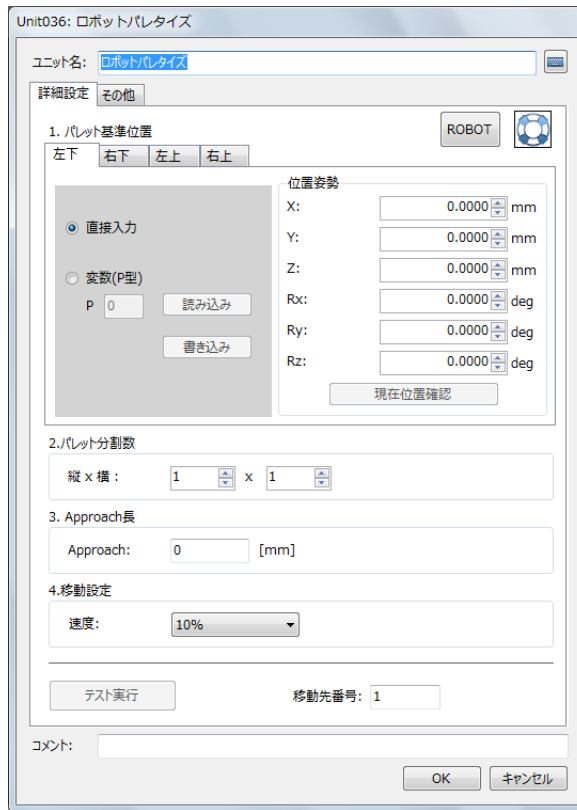 Unit036: ロボットパレタイズ
ユニット名: ロボットパレタイズ
詳細設定 その他
1. パレット基準位置 ROBOT
左下 右下 左上 右上
位置姿勢
直接入力
変数(P型)
P 0 読み込み
書き込み
X: 0.0000 mm
Y: 0.0000 mm
Z: 0.0000 mm
Rx: 0.0000 deg
Ry: 0.0000 deg
Rz: 0.0000 deg
現在位置確認
2.パレット分割数
縦 x 横 : 1 x 1
3. Approach長
Approach: 0 [mm]
4.移動設定
速度: 10%
テスト実行 移動先番号: 1
コメント:
OK キャンセル